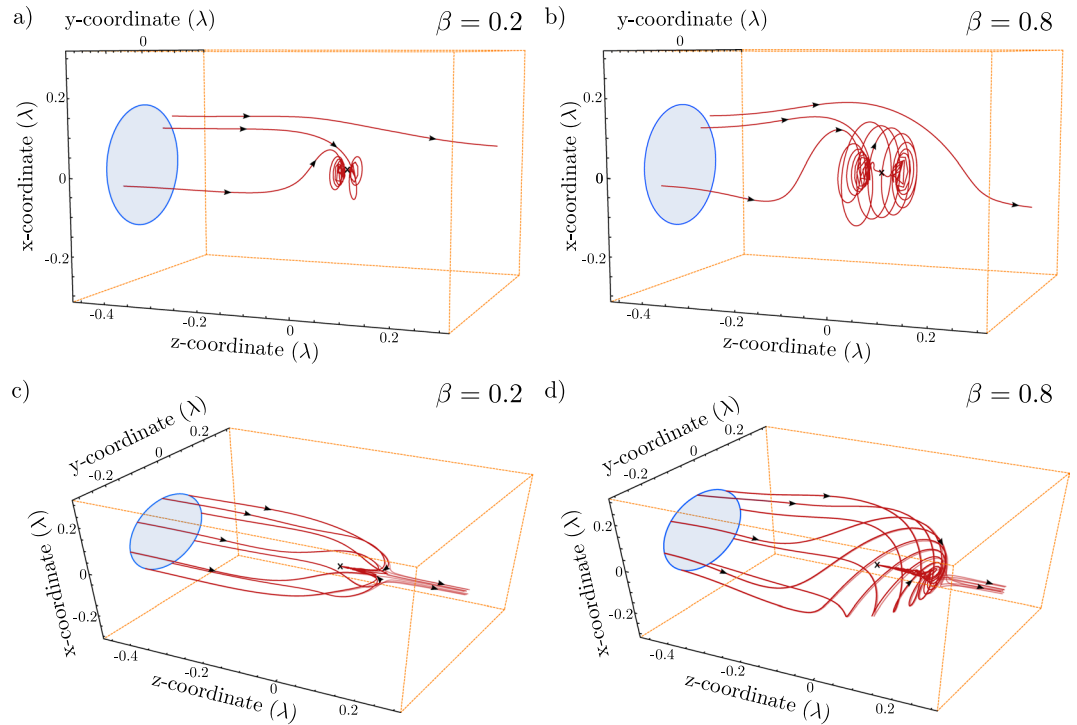 a)
y-coordinate (λ)
β = 0.2
0
x-coordinate (λ)
0.2
0
-0.2
-0.4
0
0.2
z-coordinate (λ)
b)
y-coordinate (λ)
β = 0.8
0
x-coordinate (λ)
0.2
0
-0.2
-0.4
-0.2
0
0.2
z-coordinate (λ)
c)
β = 0.2
y-coordinate (λ)
0.2
0
-0.2
x-coordinate (λ)
0.2
0
-0.2
-0.4
-0.2
0
0.2
z-coordinate (λ)
d)
β = 0.8
y-coordinate (λ)
0.2
0
-0.2
x-coordinate (λ)
0.2
0
-0.2
-0.4
-0.2
0
0.2
z-coordinate (λ)